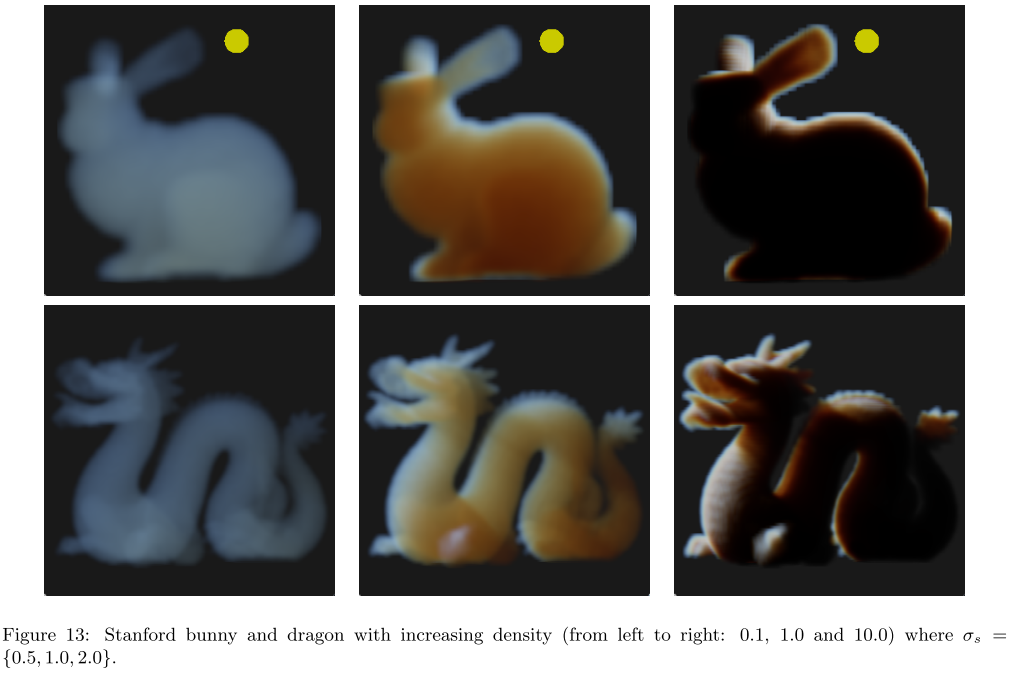 Figure 13: Stanford bunny and dragon with increasing density (from left to right: 0.1, 1.0 and 10.0) where σₛ =
{0.5, 1.0, 2.0}.